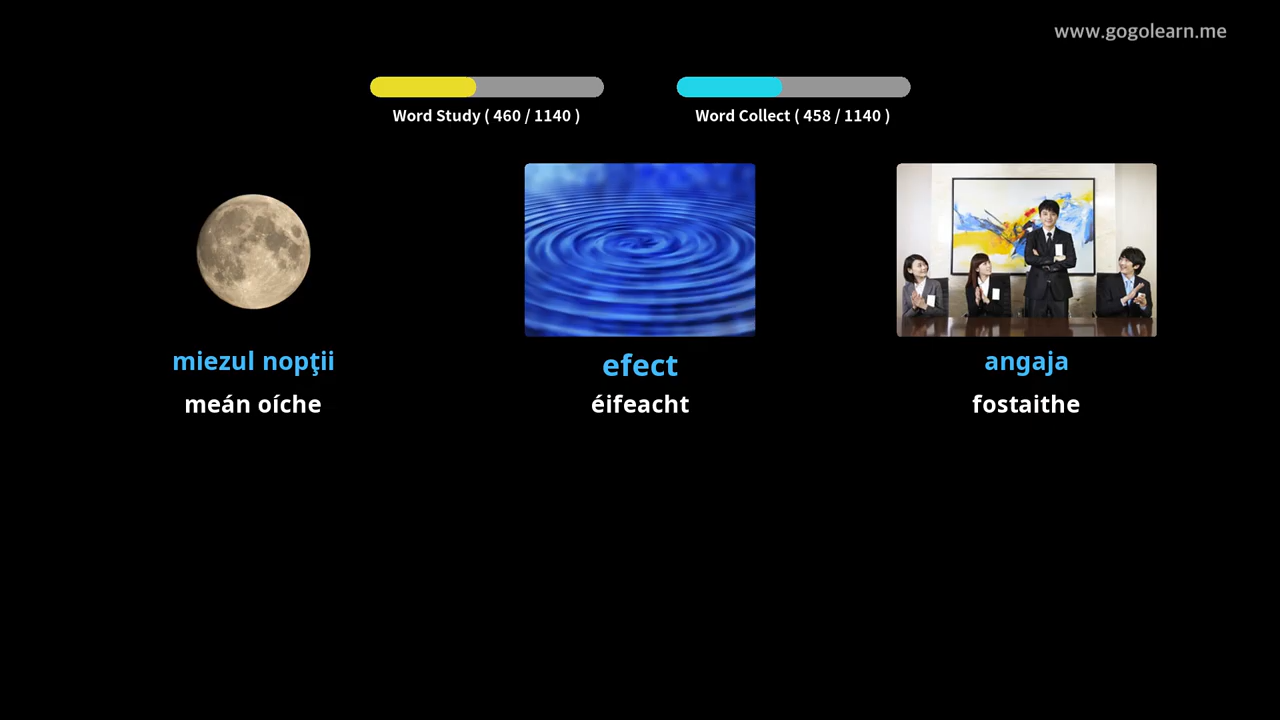 www.gogolearn.me
Word Study ( 460 / 1140 )
Word Collect ( 458 / 1140 )
miezul nopţii
efect
angaja
meán oíche
éifeacht
fostaithe